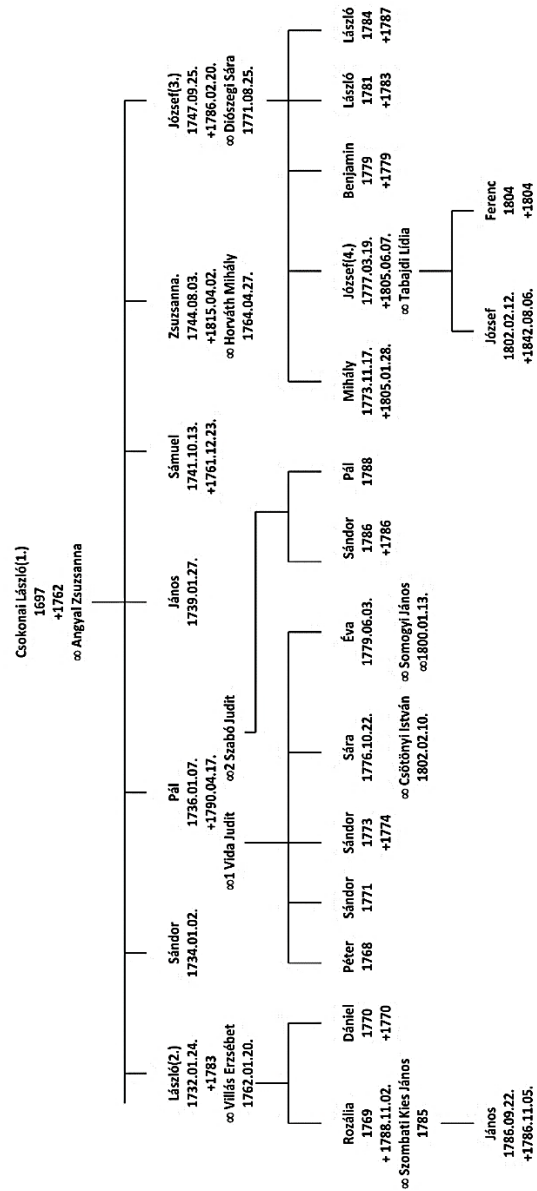 Csokonai László(1.)
1697
+1762
∞ Angyal Zsuzsanna
László(2.)
1732.01.24.
+1783
∞ Villás Erzsébet
1762.01.20.
Sándor
1734.01.02.
Pál
1736.01.07.
+1790.04.17.
∞1 Vida Judit
∞2 Szabó Judit
János
1739.01.27.
Sámuel
1741.10.13.
+1761.12.23.
Zsuzsanna.
1744.08.03.
+1815.04.02.
∞ Horváth Mihály
1764.04.27.
József(3.)
1747.09.25.
+1786.02.20.
∞ Diószegi Sára
1771.08.25.
Rozália
1769
+ 1788.11.02.
∞ Szombati Kies János
1785
Dániel
1770
+1770
Péter
1768
Sándor
1771
Sándor
1773
+1774
Sára
1776.10.22.
∞ Csötönyi István
1802.02.10.
Éva
1779.06.03.
∞ Somogyi János
∞1800.01.13.
Sándor
1786
+1786
Pál
1788
Mihály
1773.11.17.
+1805.01.28.
József(4.)
1777.03.19.
+1805.06.07.
∞ Tabajdi Lídia
Benjamin
1779
+1779
László
1781
+1783
László
1784
+1787
János
1786.09.22.
+1786.11.05.
József
1802.02.12.
+1842.08.06.
Ferenc
1804
+1804